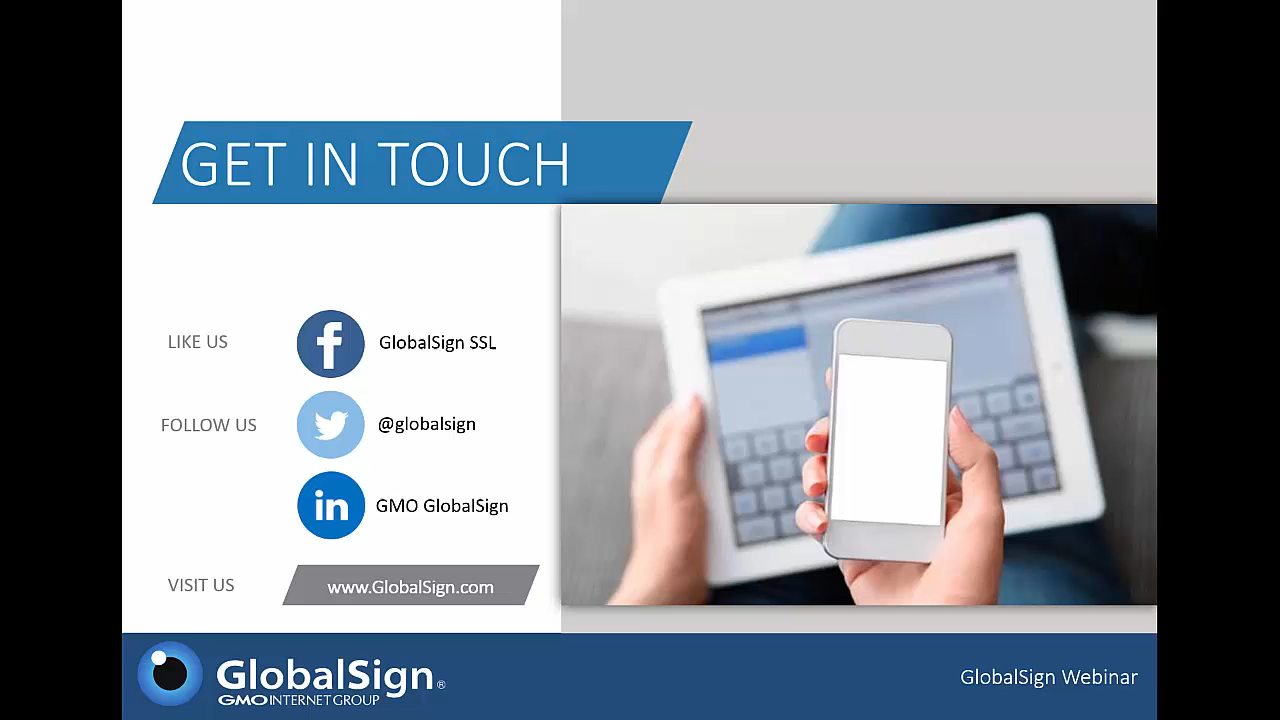 GET IN TOUCH
LIKE US
GlobalSign SSL
FOLLOW US
@globalsign
in
GMO GlobalSign
VISIT US
www.GlobalSign.com
GlobalSign®
GMO INTERNET GROUP
GlobalSign Webinar